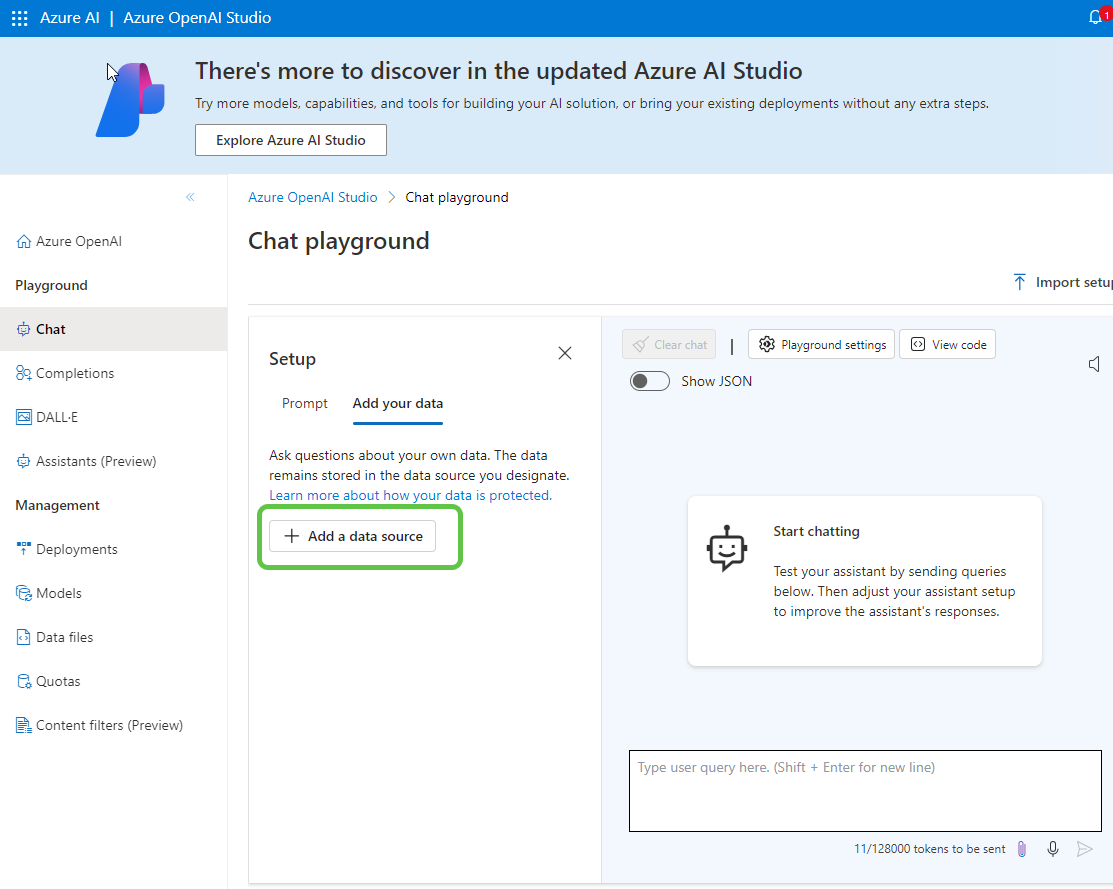 Azure AI | Azure OpenAI Studio
1
There's more to discover in the updated Azure AI Studio
Try more models, capabilities, and tools for building your AI solution, or bring your existing deployments without any extra steps.
Explore Azure AI Studio
Azure OpenAI
Playground
Chat
Completions
DALL·E
Assistants (Preview)
Management
Deployments
Models
Data files
Quotas
Content filters (Preview)
Azure OpenAI Studio > Chat playground
Chat playground
Import setup
Setup
Prompt
Add your data
Ask questions about your own data. The data
remains stored in the data source you designate.
Learn more about how your data is protected.
Add a data source
Clear chat | Playground settings View code
Show JSON
Start chatting
Test your assistant by sending queries
below. Then adjust your assistant setup
to improve the assistant's responses.
Type user query here. (Shift + Enter for new line)
11/128000 tokens to be sent